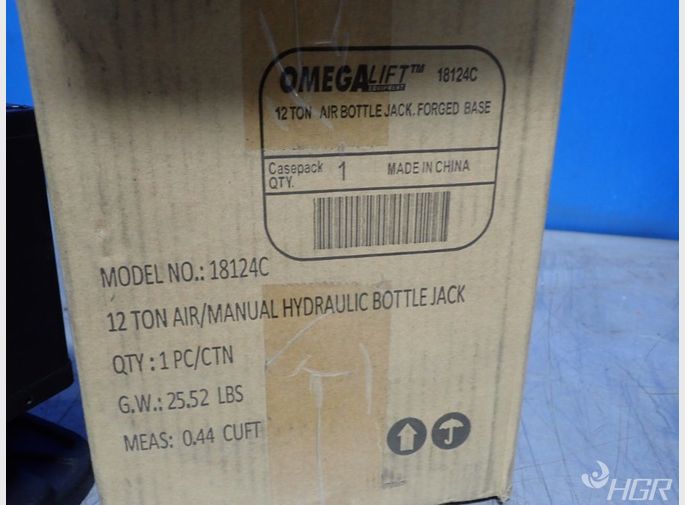 OMEGALIFT™ 18124C
EQUIPMENT
12 TON AIR BOTTLE JACK, FORGED BASE
Casepack QTY. 1 MADE IN CHINA
MODEL NO.: 18124C
12 TON AIR/MANUAL HYDRAULIC BOTTLE JACK
QTY : 1 PC/CTN
G.W.: 25.52 LBS
MEAS: 0.44 CUFT
HGR